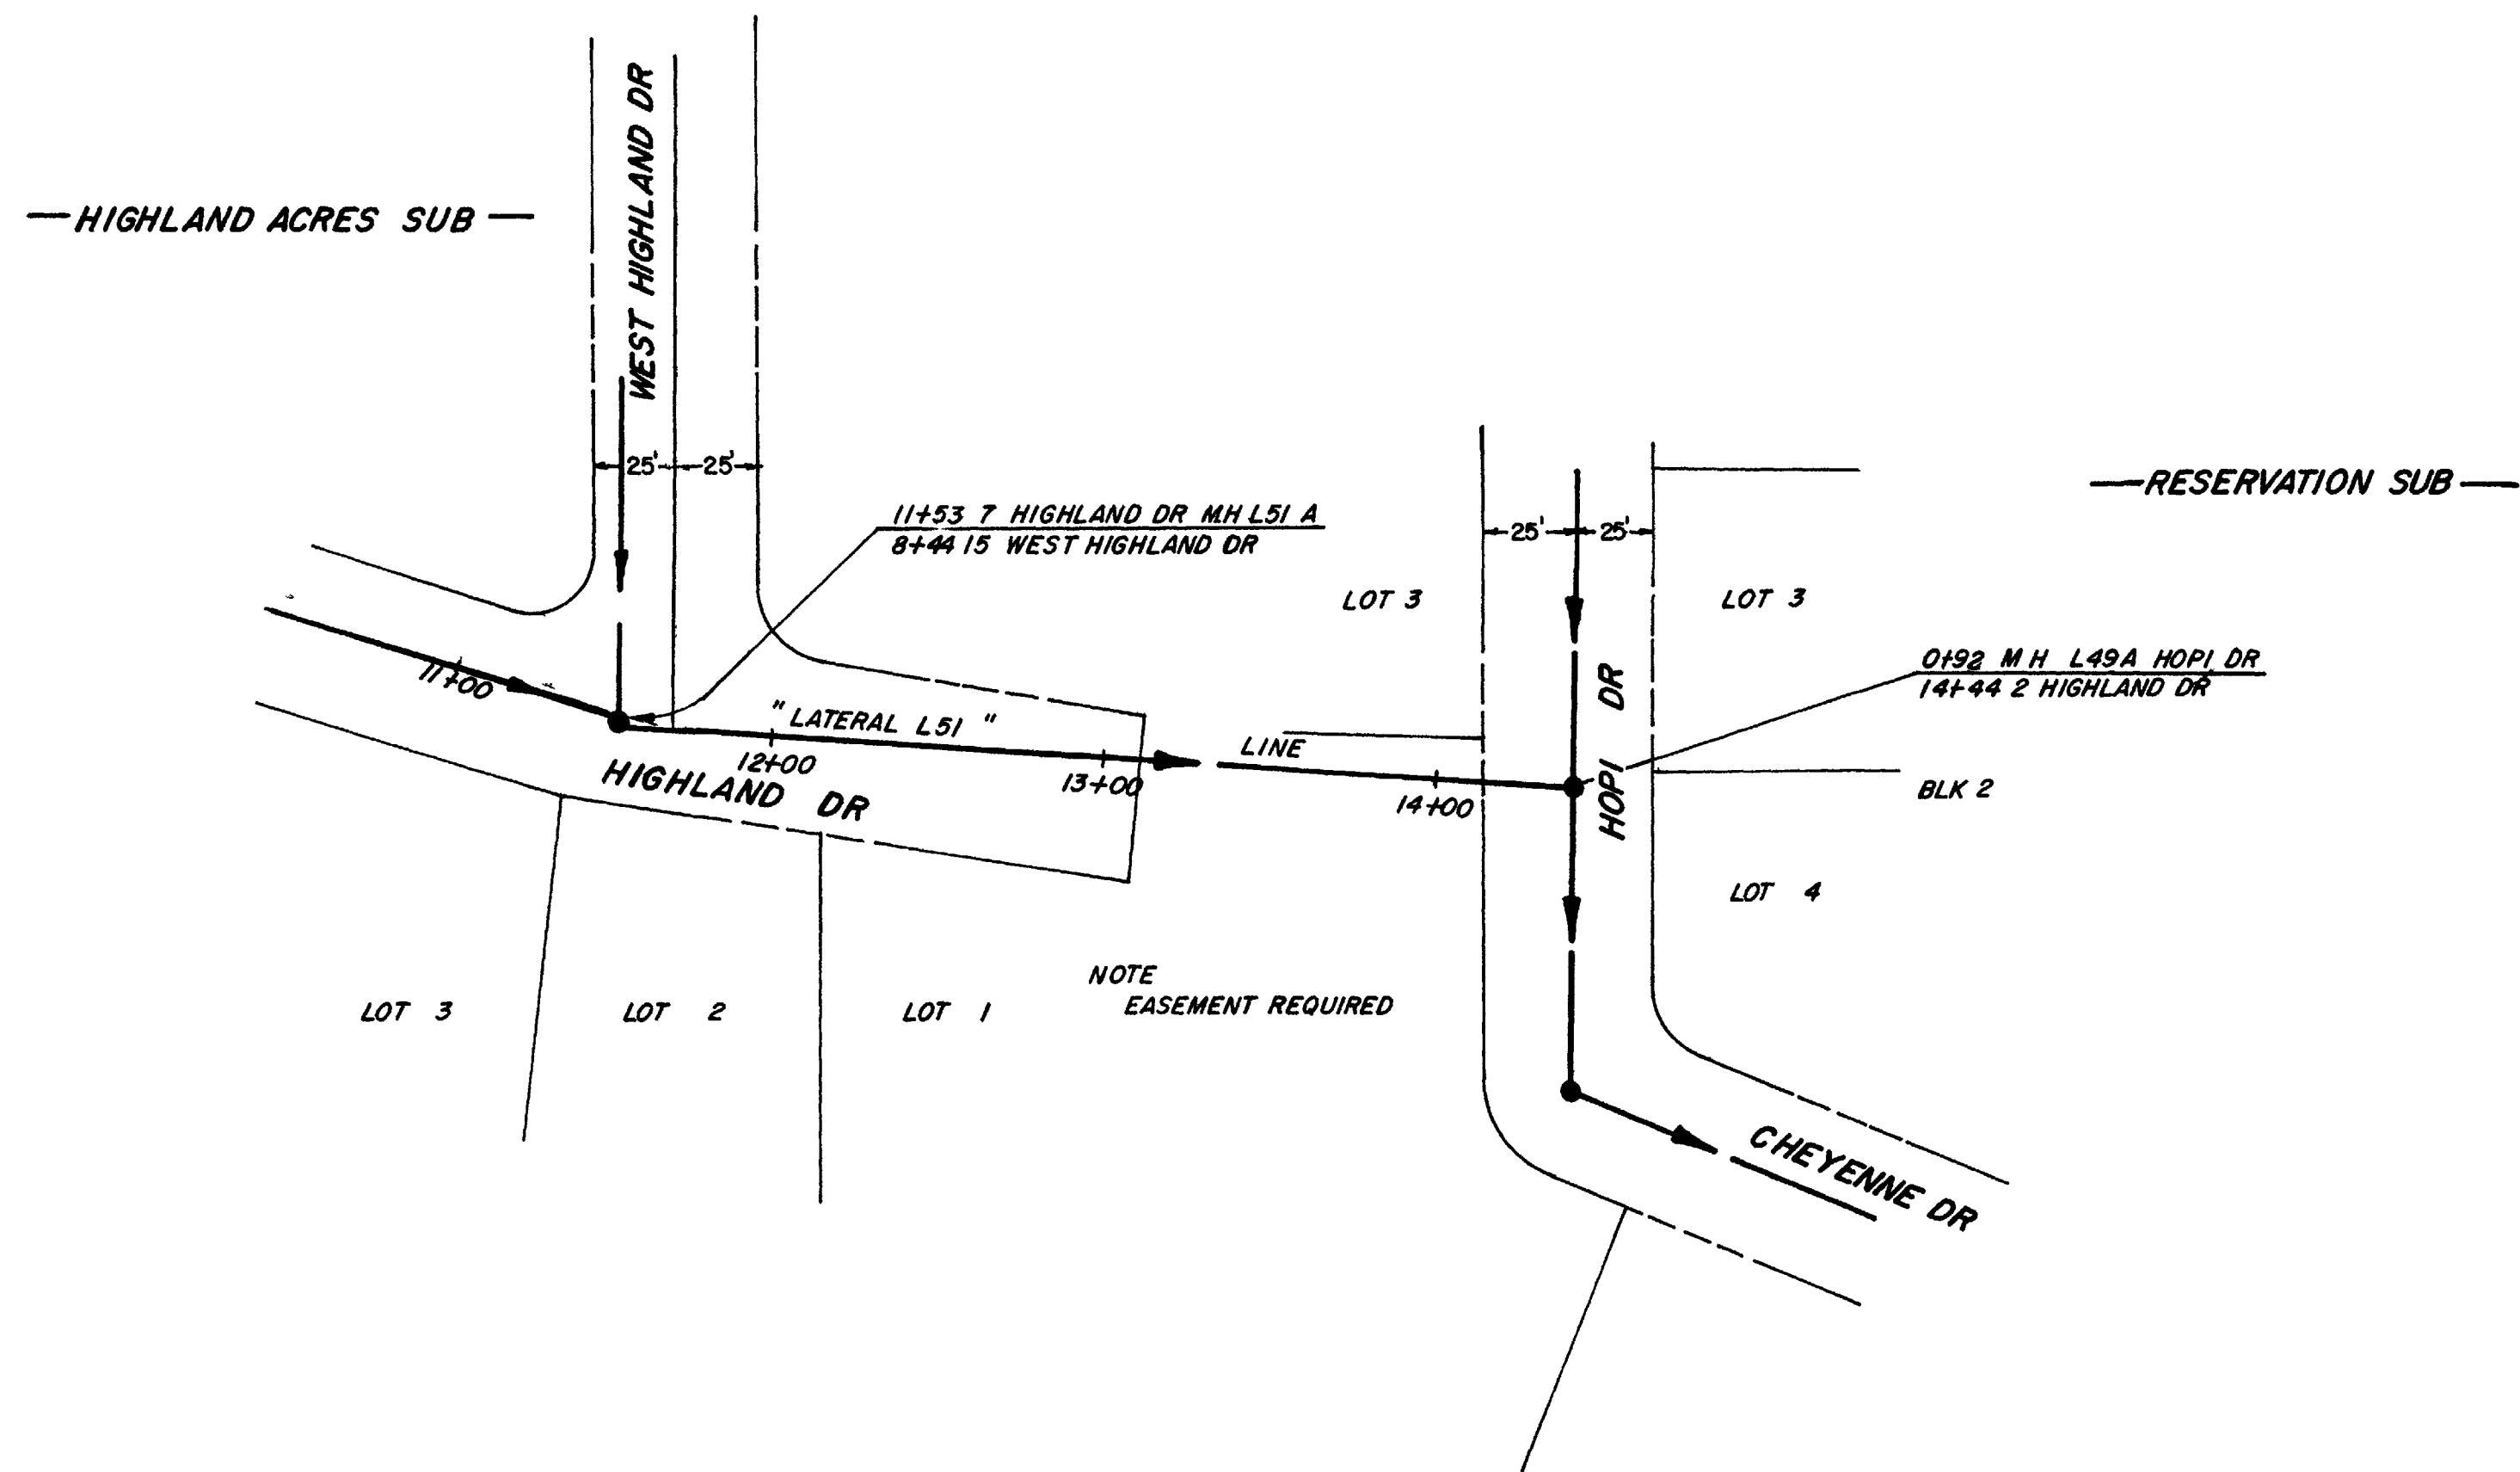 WEST HIGHLAND DR
— HIGHLAND ACRES SUB —
25' 25'
— RESERVATION SUB —
11+53 7 HIGHLAND DR M.H L51 A
8+44 15 WEST HIGHLAND DR
25' 25'
LOT 3
LOT 3
0+92 M H L49A HOPI DR
14+44 2 HIGHLAND DR
11+00
"LATERAL L51"
LINE
12+00
13+00
14+00
HIGHLAND DR
HOPI DR
BLK 2
LOT 4
NOTE
EASEMENT REQUIRED
LOT 3
LOT 2
LOT 1
CHEYENNE DR